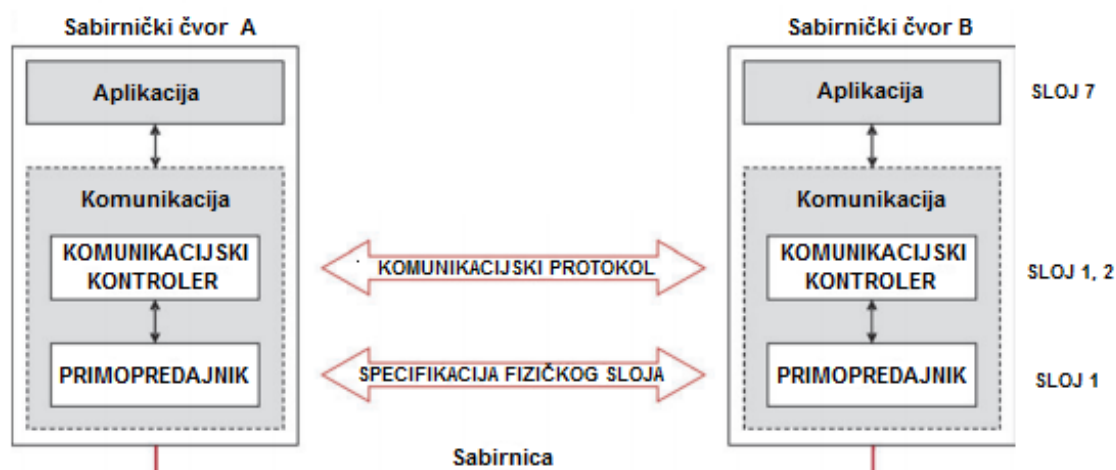 Sabirnički čvor A
Sabirnički čvor B
Aplikacija
Aplikacija
SLOJ 7
Komunikacija
Komunikacija
KOMUNIKACIJSKI
KONTROLER
KOMUNIKACIJSKI PROTOKOL
KOMUNIKACIJSKI
KONTROLER
SLOJ 1, 2
PRIMOPREDAJNIK
SPECIFIKACIJA FIZIČKOG SLOJA
PRIMOPREDAJNIK
SLOJ 1
Sabirnica